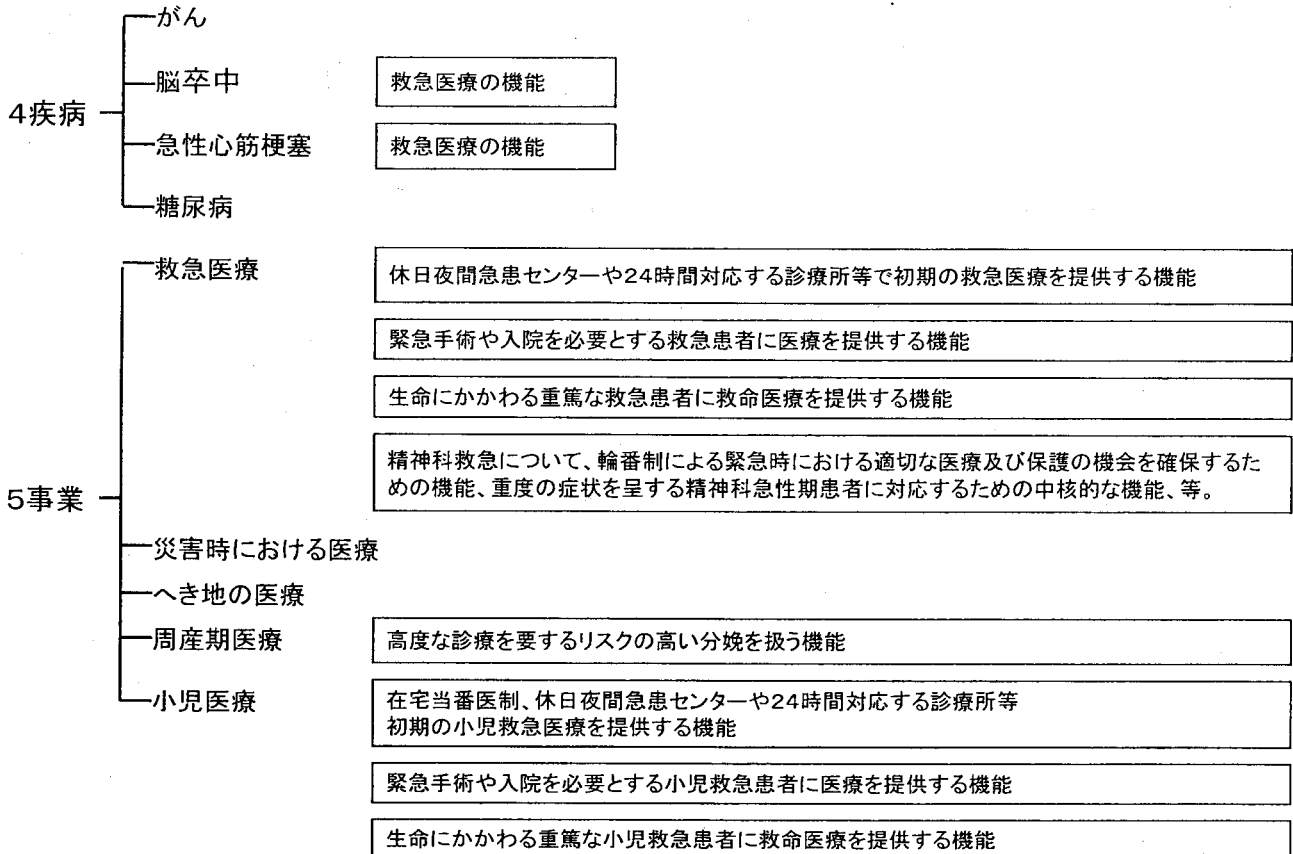 4疾病
がん
脳卒中
救急医療の機能
急性心筋梗塞
救急医療の機能
糖尿病
5事業
救急医療
休日夜間急患センターや24時間対応する診療所等で初期の救急医療を提供する機能
緊急手術や入院を必要とする救急患者に医療を提供する機能
生命にかかわる重篤な救急患者に救命医療を提供する機能
精神科救急について、輪番制による緊急時における適切な医療及び保護の機会を確保するた
めの機能、重度の症状を呈する精神科急性期患者に対応するための中核的な機能、等。
災害時における医療
へき地の医療
周産期医療
高度な診療を要するリスクの高い分娩を扱う機能
小児医療
在宅当番医制、休日夜間急患センターや24時間対応する診療所等
初期の小児救急医療を提供する機能
緊急手術や入院を必要とする小児救急患者に医療を提供する機能
生命にかかわる重篤な小児救急患者に救命医療を提供する機能